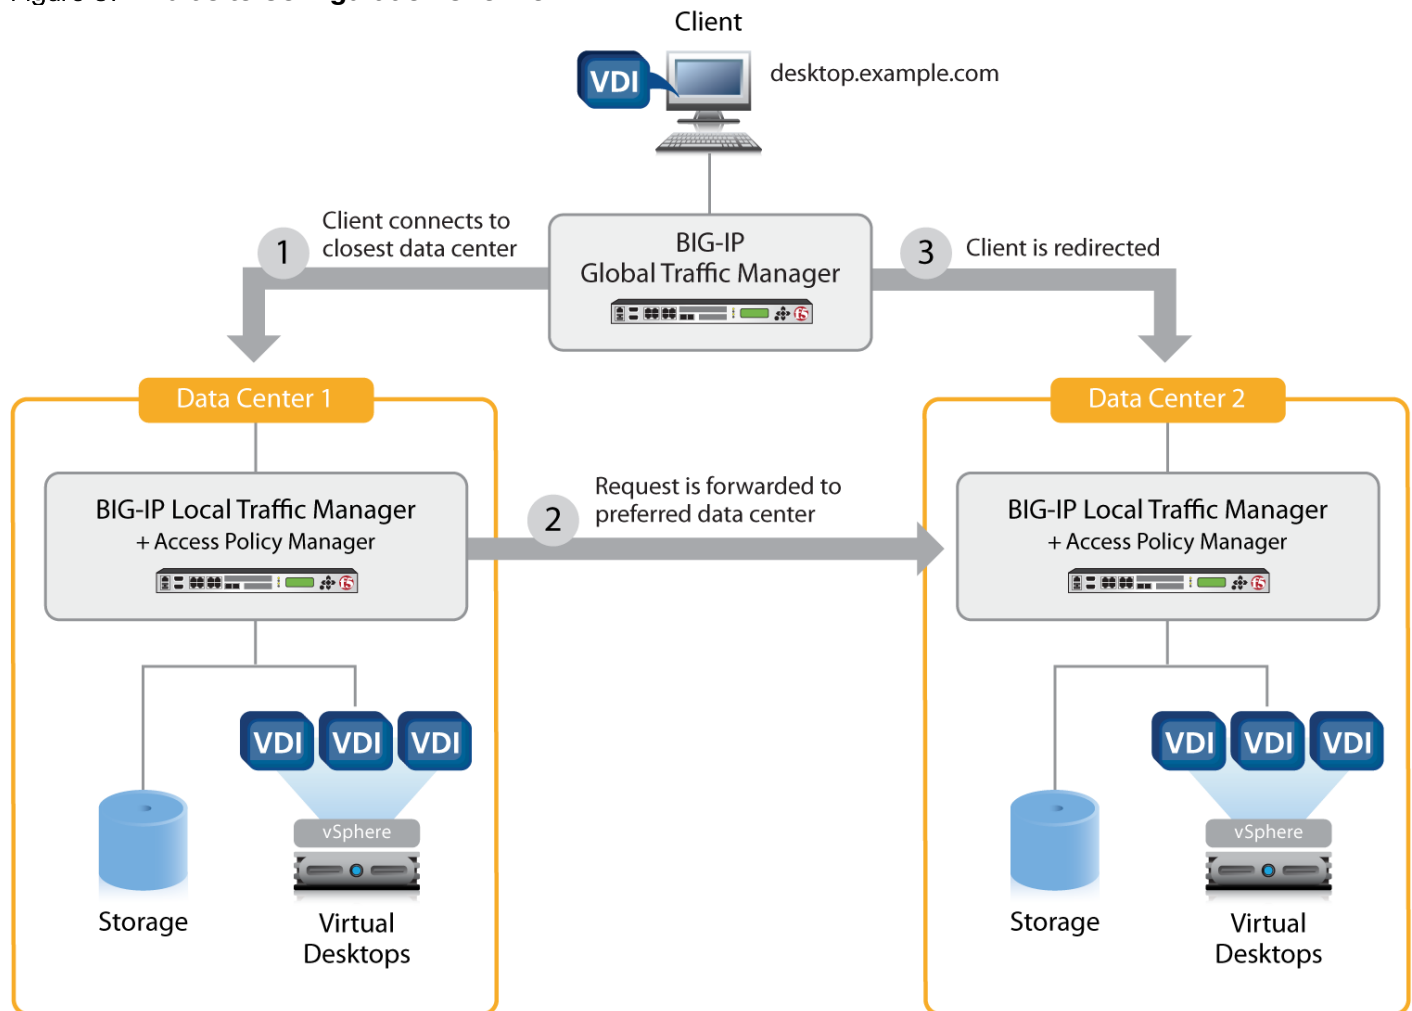 Client
VDI
desktop.example.com
1
Client connects to
closest data center
BIG-IP
Global Traffic Manager
f5
3
Client is redirected
Data Center 1
Data Center 2
BIG-IP Local Traffic Manager
+ Access Policy Manager
f5
2
Request is forwarded to
preferred data center
BIG-IP Local Traffic Manager
+ Access Policy Manager
f5
VDI VDI VDI
vSphere
Storage
Virtual
Desktops
VDI VDI VDI
vSphere
Storage
Virtual
Desktops